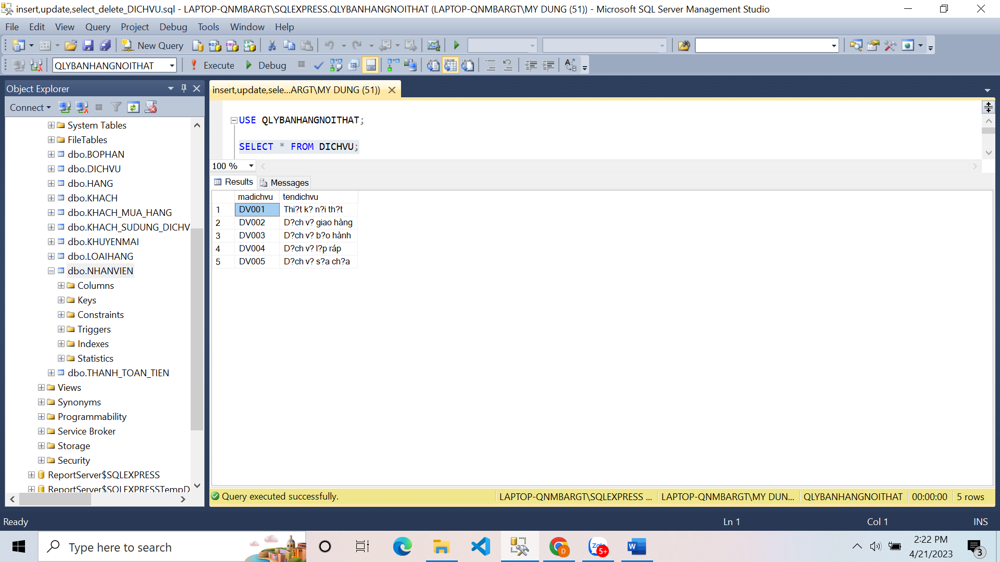 insert,update,select_delete_DICHVU.sql - LAPTOP-QNMBARGT\SQLEXPRESS.QLYBANHANGNOITHAT (LAPTOP-QNMBARGT\MY DUNG (51)) - Microsoft SQL Server Management Studio
File Edit View Query Project Debug Tools Window Help
New Query
QLYBANHANGNOITHAT Execute Debug
Object Explorer
Connect
System Tables
FileTables
dbo.BOPHAN
dbo.DICHVU
dbo.HANG
dbo.KHACH
dbo.KHACH_MUA_HANG
dbo.KHACH_SUDUNG_DICHV
dbo.KHUYENMAI
dbo.LOAIHANG
dbo.NHANVIEN
Columns
Keys
Constraints
Triggers
Indexes
Statistics
dbo.THANH_TOAN_TIEN
Views
Synonyms
Programmability
Service Broker
Storage
Security
ReportServer$SQLEXPRESS
ReportServer$SQLEXPRESSTempD
insert,update,sele...ARGT\MY DUNG (51))
USE QLYBANHANGNOITHAT;
SELECT * FROM DICHVU;
100 %
Results Messages
madichvu tendichvu
1 DV001 Thi?t k? n?i th?t
2 DV002 D?ch v? giao hàng
3 DV003 D?ch v? b?o hành
4 DV004 D?ch v? l?p ráp
5 DV005 D?ch v? s?a ch?a
Query executed successfully. LAPTOP-QNMBARGT\SQLEXPRESS ... LAPTOP-QNMBARGT\MY DUN... QLYBANHANGNOITHAT 00:00:00 5 rows
Ready Ln 1 Col 1 INS
Type here to search
D
Zalo 5+
W
2:22 PM
4/21/2023
3